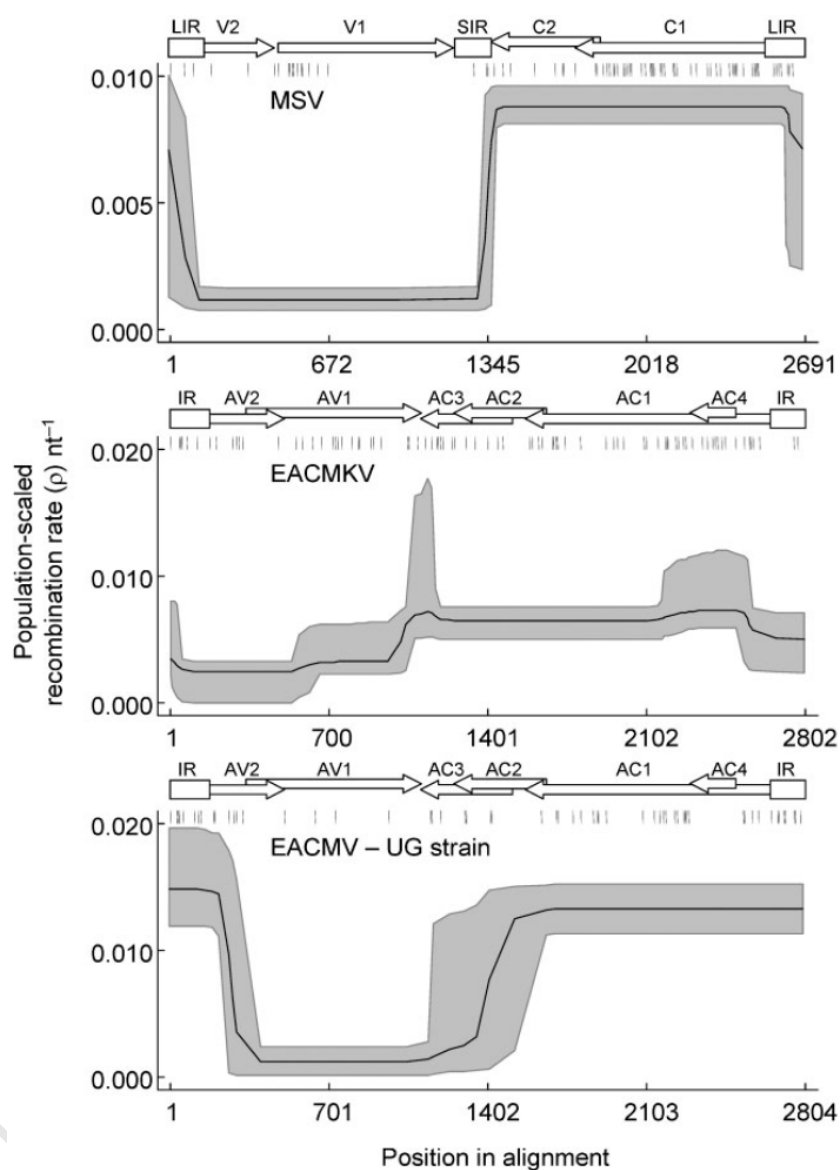 LIR V2 V1 SIR C2 C1 LIR
0.010
MSV
0.005
0.000
1 672 1345 2018 2691
IR AV2 AV1 AC3 AC2 AC1 AC4 IR
0.020
EACMKV
0.010
0.000
1 700 1401 2102 2802
IR AV2 AV1 AC3 AC2 AC1 AC4 IR
0.020
EACMV – UG strain
0.010
0.000
1 701 1402 2103 2804
Population-scaled
recombination rate (ρ) nt⁻¹
Position in alignment